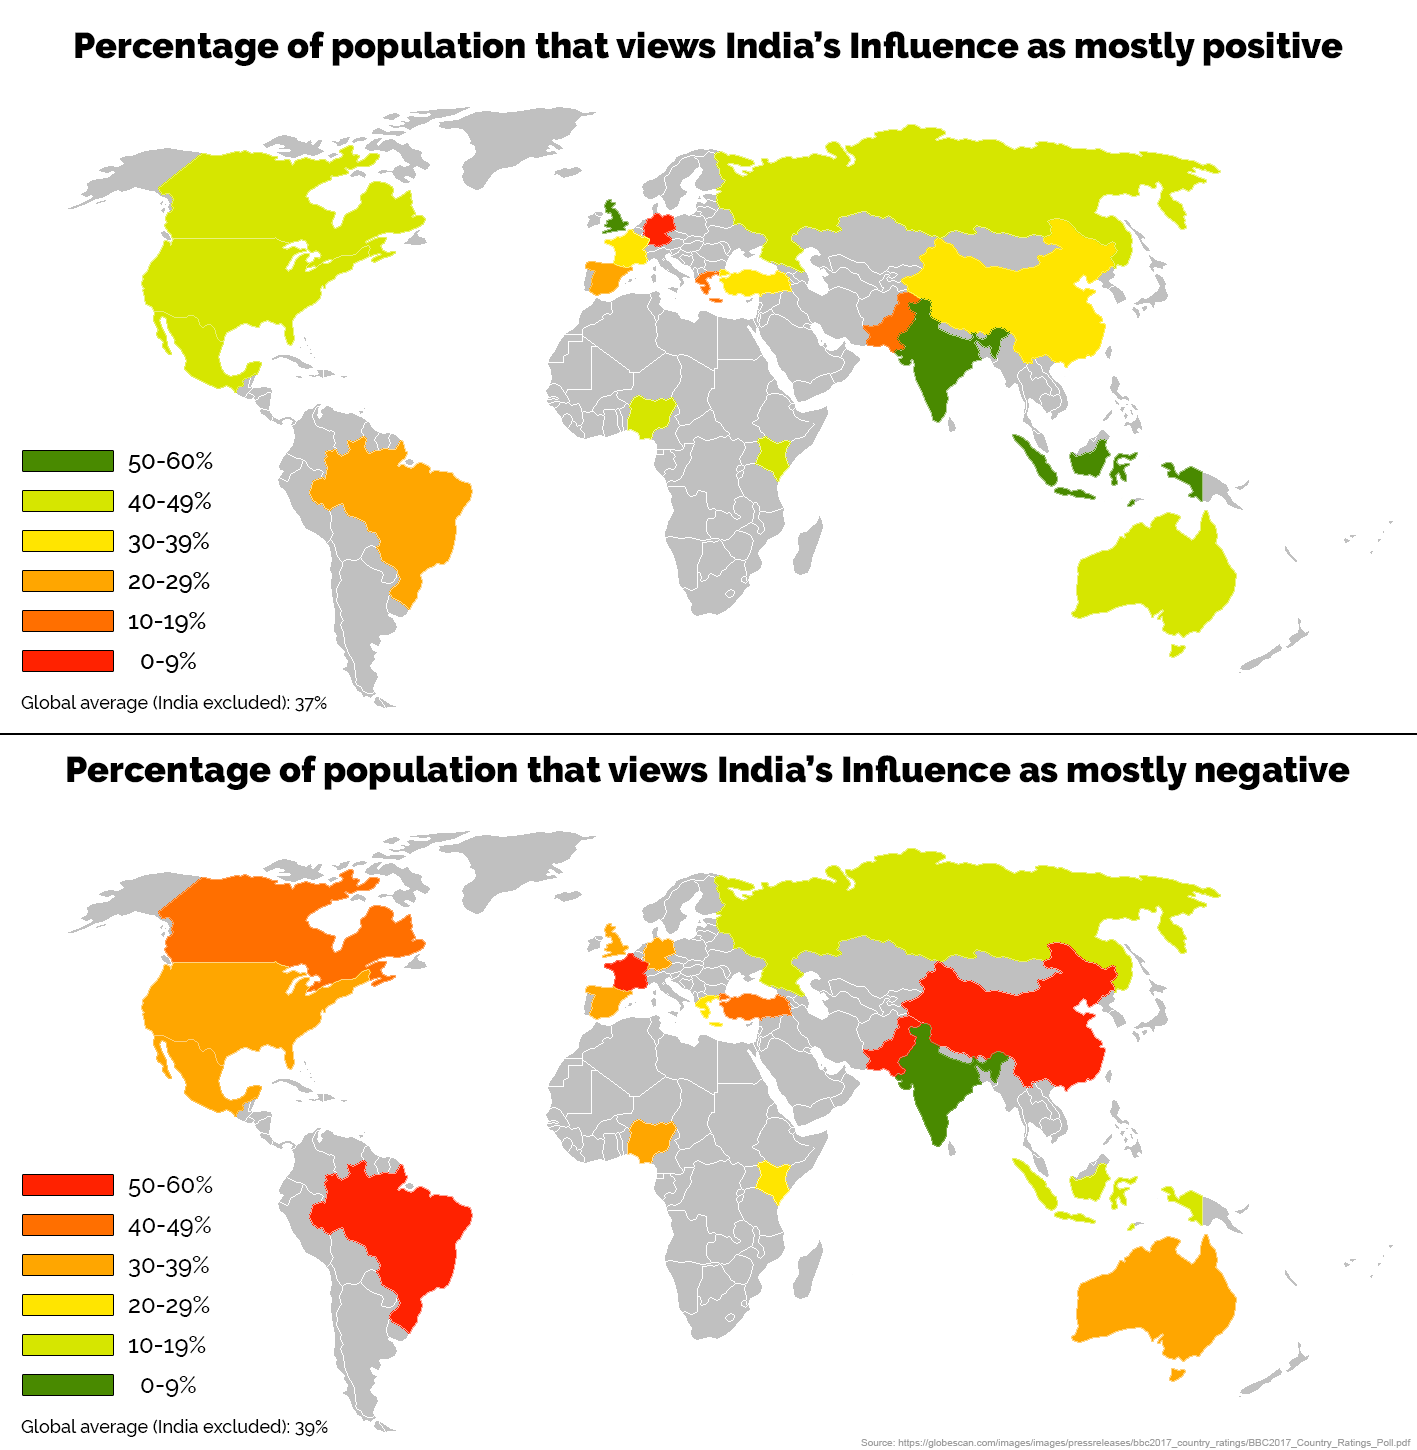 Percentage of population that views India's Influence as mostly positive
50-60%
40-49%
30-39%
20-29%
10-19%
0-9%
Global average (India excluded): 37%
Percentage of population that views India's Influence as mostly negative
50-60%
40-49%
30-39%
20-29%
10-19%
0-9%
Global average (India excluded): 39%
Source: https://globescan.com/images/images/pressreleases/bbc2017_country_ratings/BBC2017_Country_Ratings_Poll.pdf